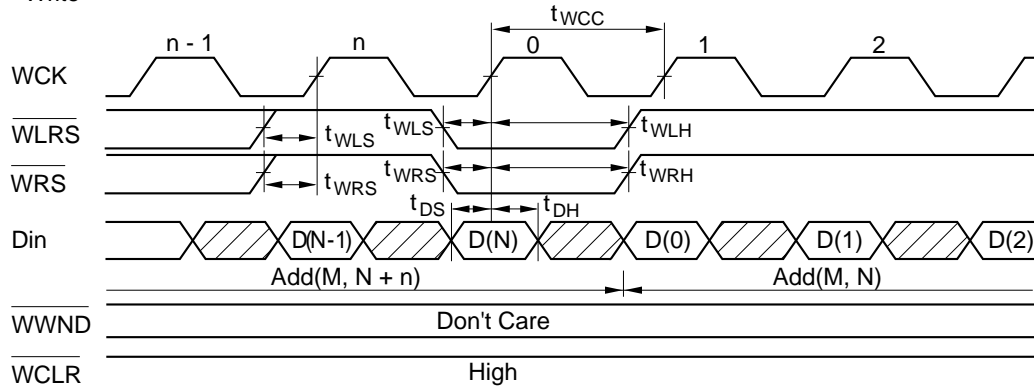 n - 1 n 0 1 2
tWCC
WCK
WLRS tWLS tWLS tWLH
WRS tWRS tWRS tWRH
tDS tDH
Din D(N-1) D(N) D(0) D(1) D(2)
Add(M, N + n) Add(M, N)
WWND Don't Care
WCLR High